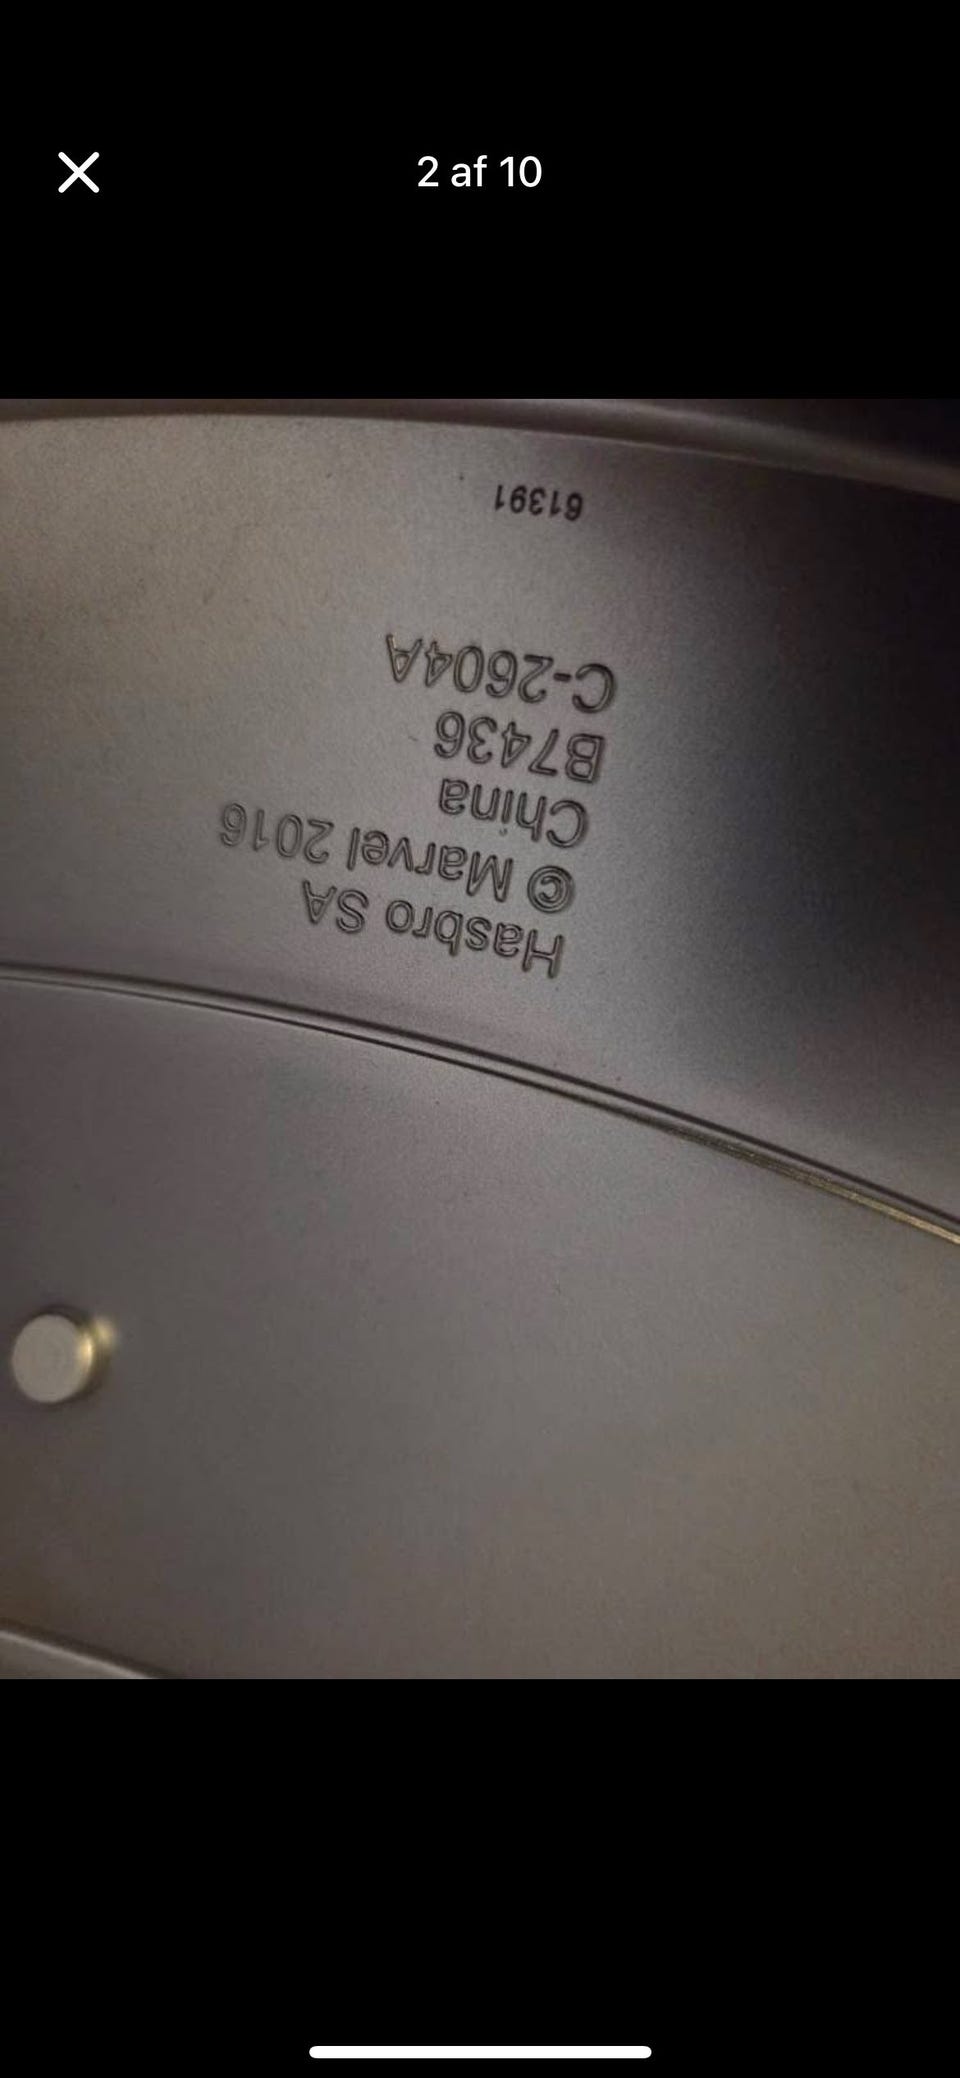 2 af 10
Hasbro SA
© Marvel 2016
China
B7436
C-2604A
61391